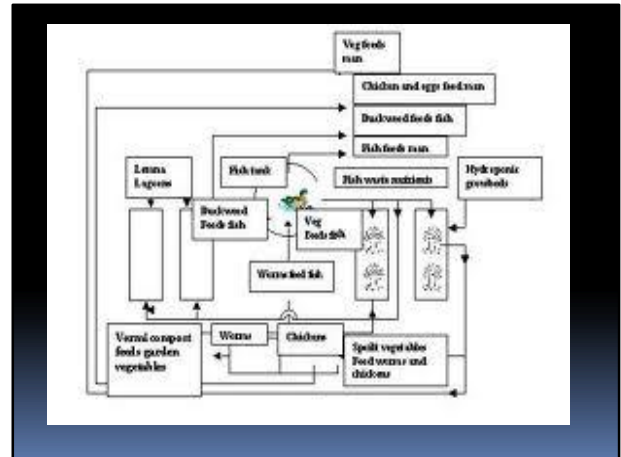 Veg feeds
man
Chicken and eggs feed man
Duckweed feeds fish
Fish feeds man
Lemna
Lagoons
Fish tank
Fish waste nutrients
Hydroponic
growbeds
Duckweed
Feeds fish
Veg
Feeds fish
Worms feed fish
Vermi compost
feeds garden
vegetables
Worms
Chickens
Spoilt vegetables
Feed worms and
chickens